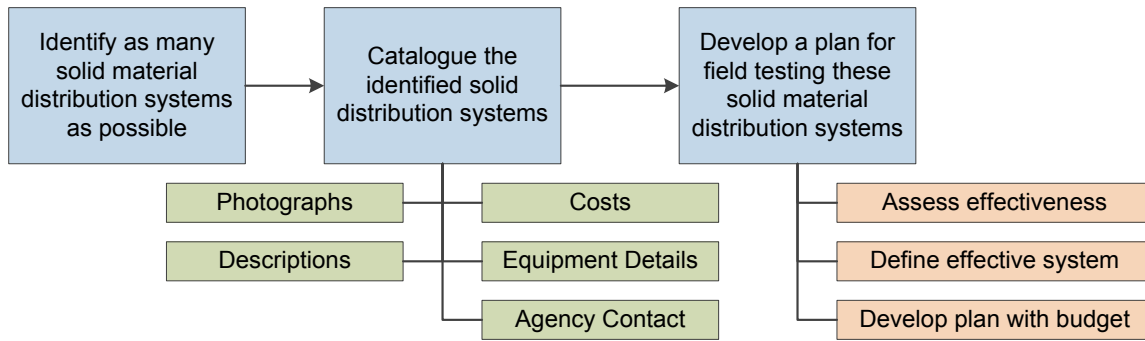 Identify as many
solid material
distribution systems
as possible
Catalogue the
identified solid
distribution systems
Develop a plan for
field testing these
solid material
distribution systems
Photographs
Costs
Assess effectiveness
Descriptions
Equipment Details
Define effective system
Agency Contact
Develop plan with budget